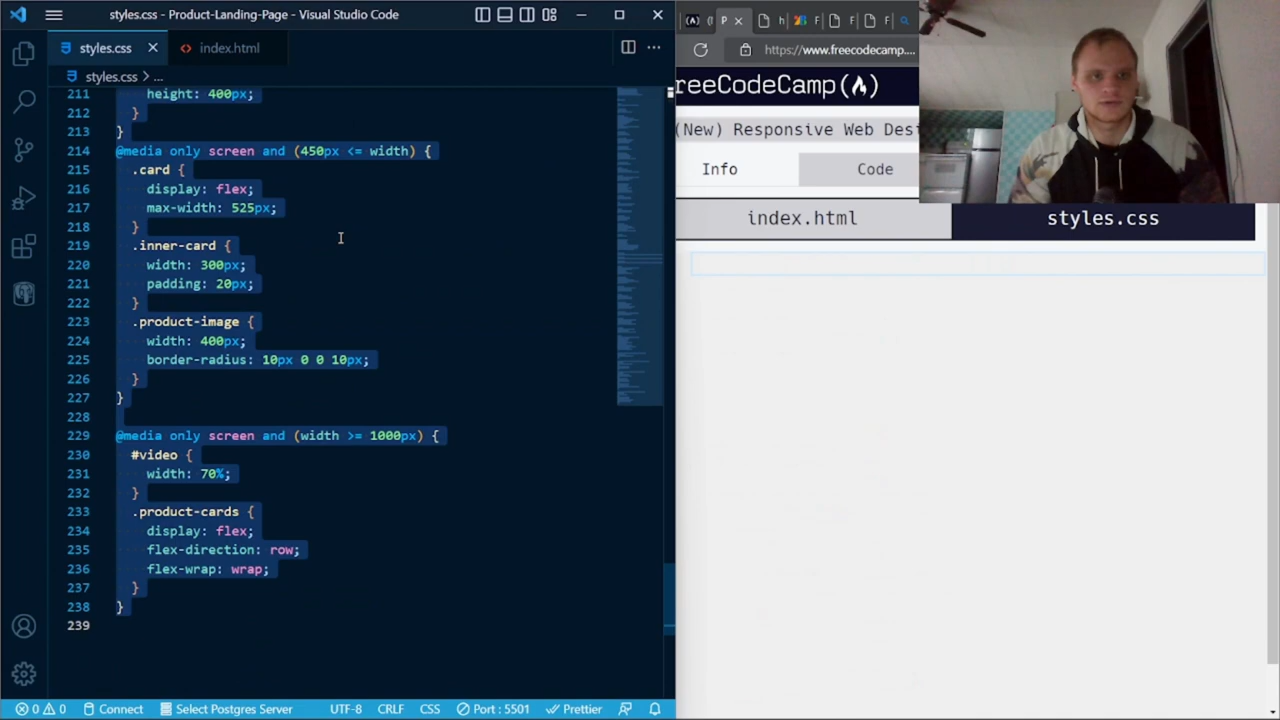 styles.css - Product-Landing-Page - Visual Studio Code
styles.css
index.html
styles.css > ...
211 height: 400px;
212 }
213 }
214 @media only screen and (450px <= width) {
215 .card {
216 display: flex;
217 max-width: 525px;
218 }
219 .inner-card {
220 width: 300px;
221 padding: 20px;
222 }
223 .product-image {
224 width: 400px;
225 border-radius: 10px 0 0 10px;
226 }
227 }
228
229 @media only screen and (width >= 1000px) {
230 #video {
231 width: 70%;
232 }
233 .product-cards {
234 display: flex;
235 flex-direction: row;
236 flex-wrap: wrap;
237 }
238 }
239
0 0 Connect Select Postgres Server UTF-8 CRLF CSS Port : 5501 Prettier
(A) ( P h F F F
https://www.freecodecamp....
reeCodeCamp(
(New) Responsive Web Des
Info Code
index.html styles.css